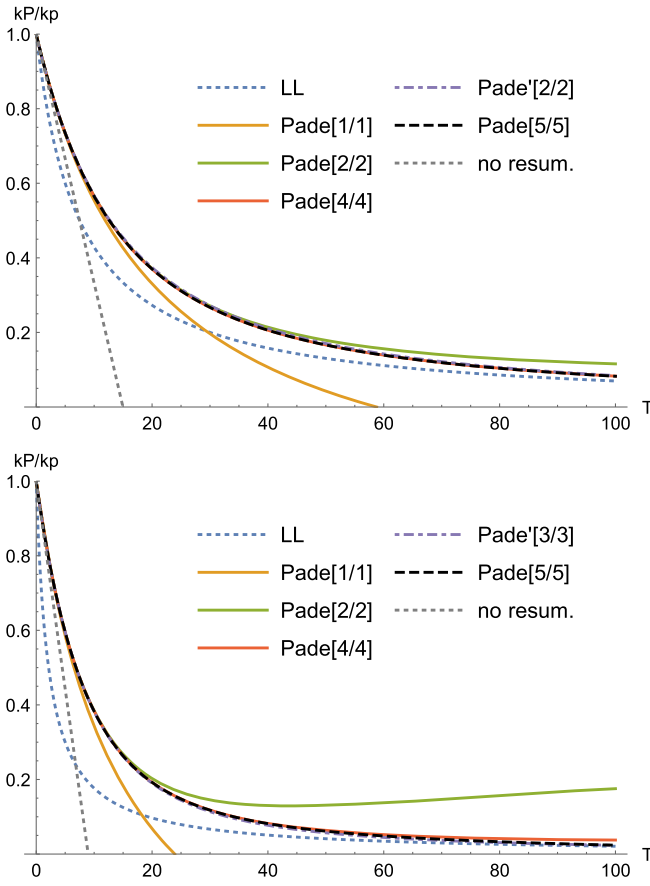 kP/kp
1.0
LL
Pade'[2/2]
0.8
Pade[1/1]
Pade[5/5]
Pade[2/2]
no resum.
0.6
Pade[4/4]
0.4
0.2
T
0 20 40 60 80 100
kP/kp
1.0
LL
Pade'[3/3]
0.8
Pade[1/1]
Pade[5/5]
Pade[2/2]
no resum.
0.6
Pade[4/4]
0.4
0.2
T
0 20 40 60 80 100